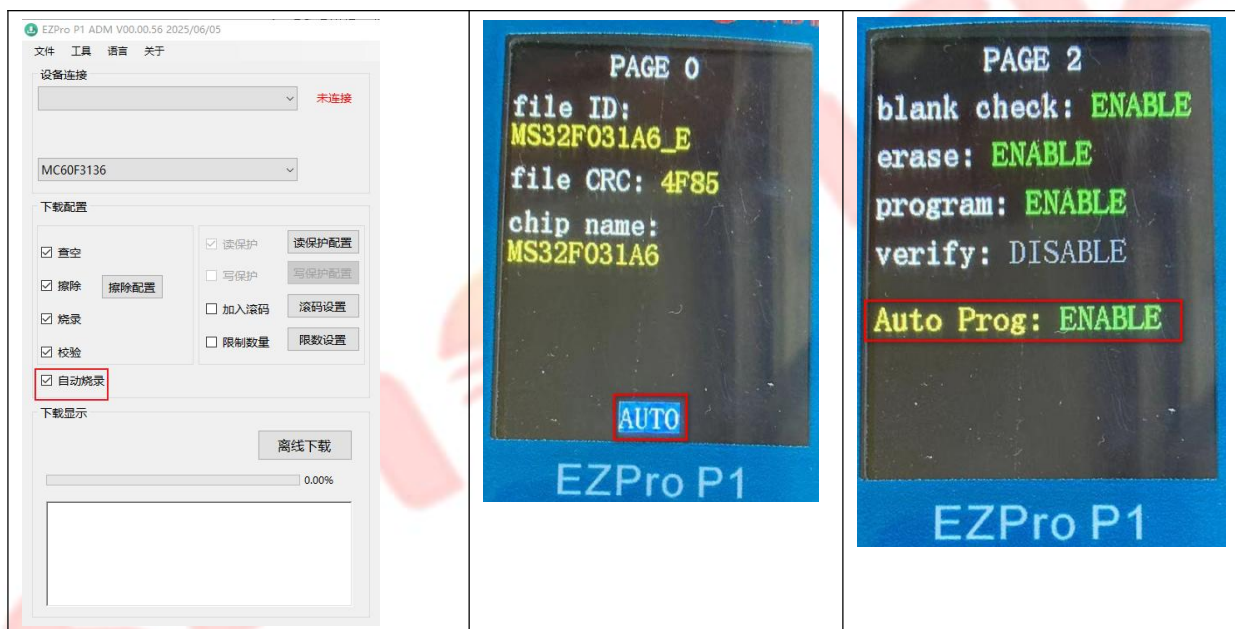 EZPro P1 ADM V00.00.56 2025/06/05
文件 工具 语言 关于
设备连接
未连接
MC60F3136
下载配置
查空
擦除 擦除配置
烧录
校验
读保护 读保护配置
写保护 写保护配置
加入滚码 滚码设置
限制数量 限数设置
自动烧录
下载显示
离线下载
0.00%
PAGE 0
file ID:
MS32F031A6_E
file CRC: 4F85
chip name:
MS32F031A6
AUTO
EZPro P1
PAGE 2
blank check: ENABLE
erase: ENABLE
program: ENABLE
verify: DISABLE
Auto Prog: ENABLE
EZPro P1